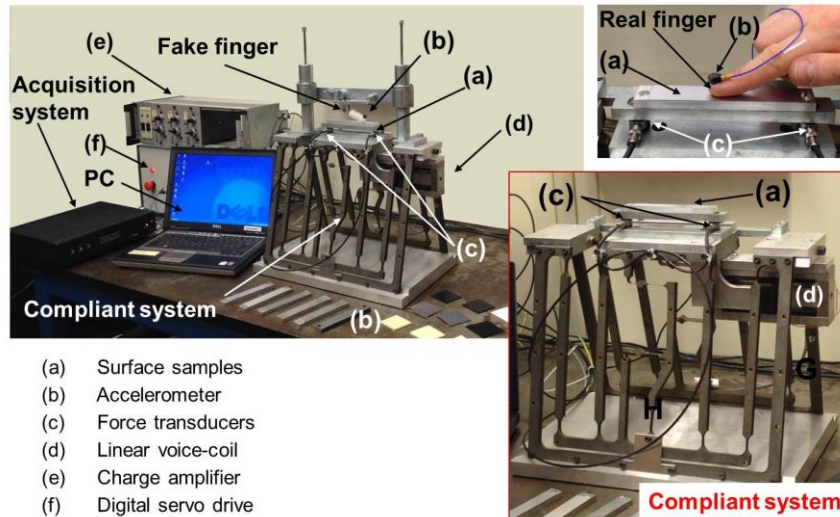 (e)
Fake finger
(b)
(a)
Acquisition
system
(f)
PC
(d)
DELL
(c)
Compliant system
(b)
Real finger
(b)
(a)
(c)
(c)
(a)
(d)
G
H
Compliant system
(a) Surface samples
(b) Accelerometer
(c) Force transducers
(d) Linear voice-coil
(e) Charge amplifier
(f) Digital servo drive